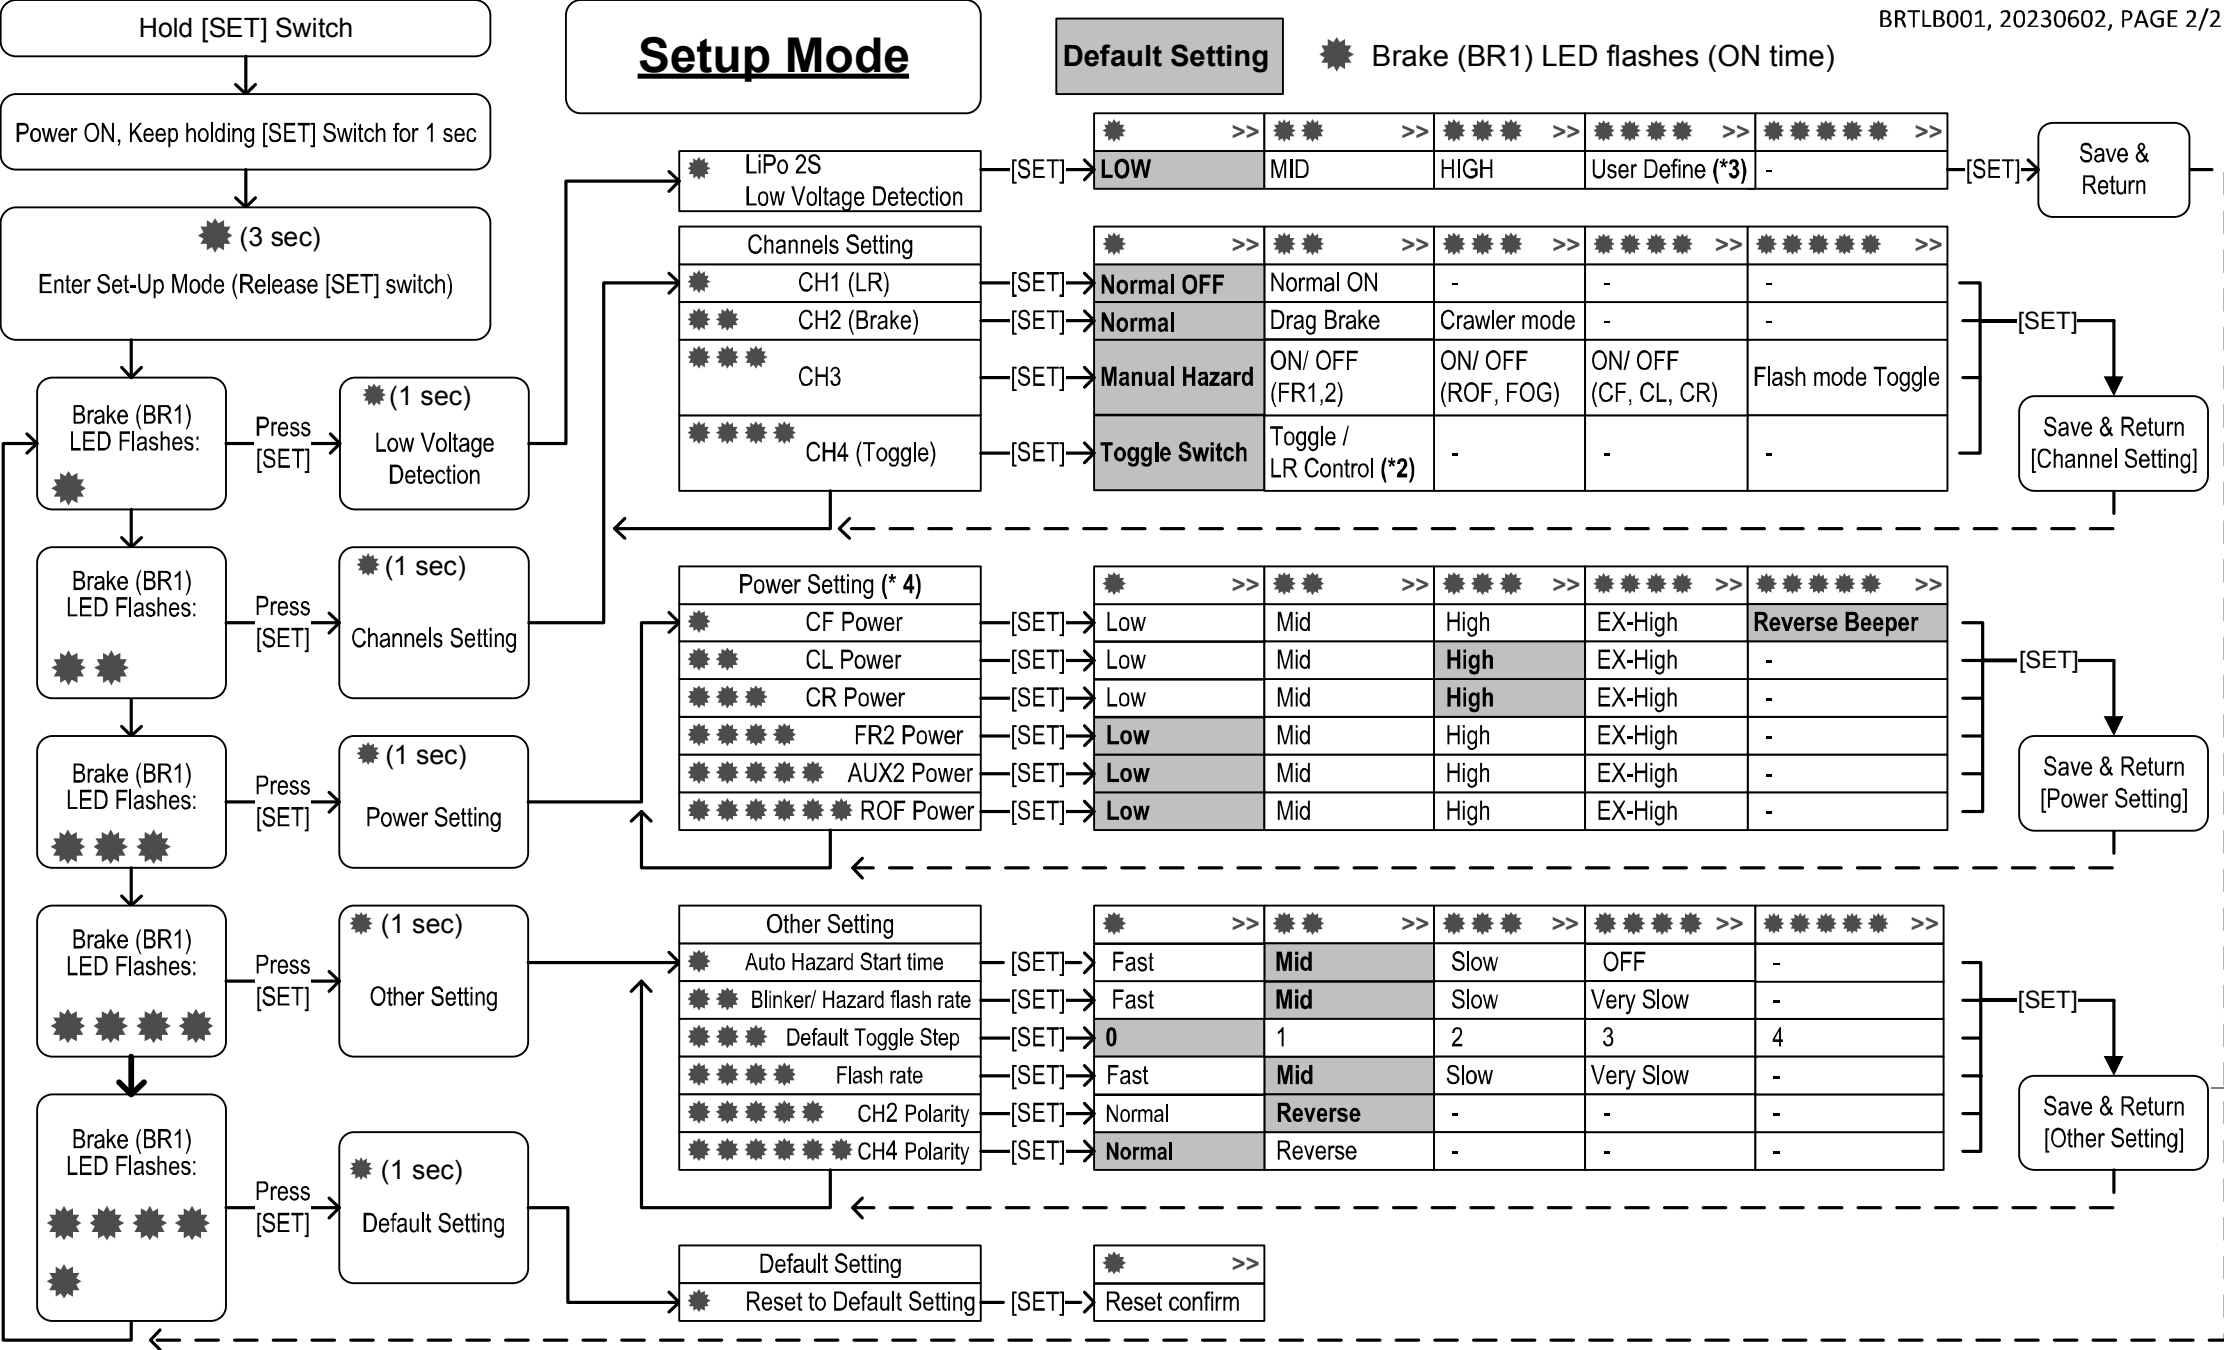 Hold [SET] Switch
Setup Mode
Default Setting
Brake (BR1) LED flashes (ON time)
BRTLB001, 20230602, PAGE 2/2
Power ON, Keep holding [SET] Switch for 1 sec
(3 sec)
Enter Set-Up Mode (Release [SET] switch)
Brake (BR1)
LED Flashes:
Press
[SET]
(1 sec)
Low Voltage
Detection
Brake (BR1)
LED Flashes:
Press
[SET]
(1 sec)
Channels Setting
Brake (BR1)
LED Flashes:
Press
[SET]
(1 sec)
Power Setting
Brake (BR1)
LED Flashes:
Press
[SET]
(1 sec)
Other Setting
Brake (BR1)
LED Flashes:
Press
[SET]
(1 sec)
Default Setting
>> >> >> >> >>
LiPo 2S
Low Voltage Detection
[SET] LOW MID HIGH User Define (*3) - [SET]
Save &
Return
Channels Setting >> >> >> >> >>
CH1 (LR) [SET] Normal OFF Normal ON - - -
CH2 (Brake) [SET] Normal Drag Brake Crawler mode - - [SET]
CH3 [SET] Manual Hazard
ON/ OFF
(FR1,2)
ON/ OFF
(ROF, FOG)
ON/ OFF
(CF, CL, CR)
Flash mode Toggle
CH4 (Toggle) [SET] Toggle Switch
Toggle /
LR Control (*2)
- - -
Save & Return
[Channel Setting]
Power Setting (* 4) >> >> >> >> >>
CF Power [SET] Low Mid High EX-High Reverse Beeper
CL Power [SET] Low Mid High EX-High - [SET]
CR Power [SET] Low Mid High EX-High -
FR2 Power [SET] Low Mid High EX-High -
AUX2 Power [SET] Low Mid High EX-High -
ROF Power [SET] Low Mid High EX-High -
Save & Return
[Power Setting]
Other Setting >> >> >> >> >>
Auto Hazard Start time [SET] Fast Mid Slow OFF -
Blinker/ Hazard flash rate [SET] Fast Mid Slow Very Slow - [SET]
Default Toggle Step [SET] 0 1 2 3 4
Flash rate [SET] Fast Mid Slow Very Slow -
CH2 Polarity [SET] Normal Reverse - - -
CH4 Polarity [SET] Normal Reverse - - -
Save & Return
[Other Setting]
Default Setting >>
Reset to Default Setting [SET] Reset confirm